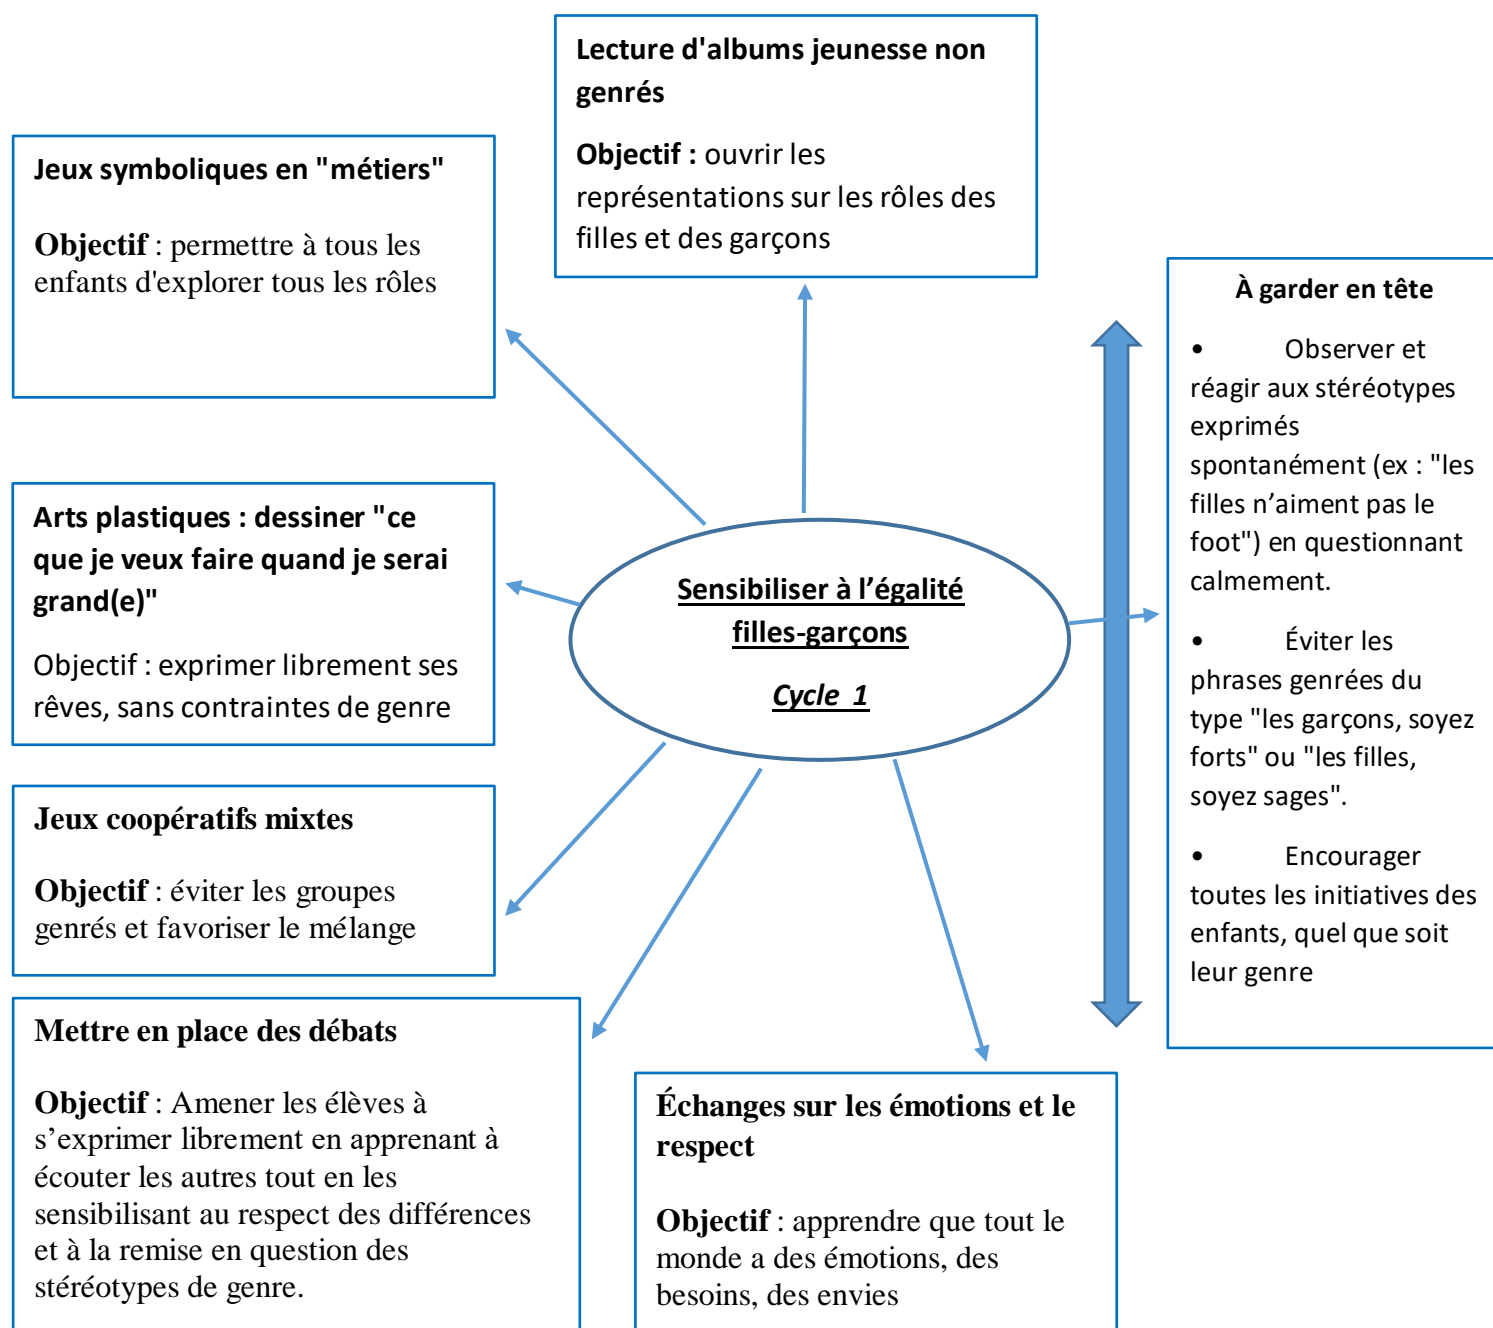 Lecture d'albums jeunesse non
genrés
Objectif : ouvrir les
représentations sur les rôles des
filles et des garçons
Jeux symboliques en "métiers"
Objectif : permettre à tous les
enfants d'explorer tous les rôles
À garder en tête
• Observer et
réagir aux stéréotypes
exprimés
spontanément (ex : "les
filles n’aiment pas le
foot") en questionnant
calmement.
• Éviter les
phrases genrées du
type "les garçons, soyez
forts" ou "les filles,
soyez sages".
• Encourager
toutes les initiatives des
enfants, quel que soit
leur genre
Arts plastiques : dessiner "ce
que je veux faire quand je serai
grand(e)"
Objectif : exprimer librement ses
rêves, sans contraintes de genre
Sensibiliser à l’égalité
filles-garçons
Cycle 1
Jeux coopératifs mixtes
Objectif : éviter les groupes
genrés et favoriser le mélange
Mettre en place des débats
Objectif : Amener les élèves à
s’exprimer librement en apprenant à
écouter les autres tout en les
sensibilisant au respect des différences
et à la remise en question des
stéréotypes de genre.
Échanges sur les émotions et le
respect
Objectif : apprendre que tout le
monde a des émotions, des
besoins, des envies